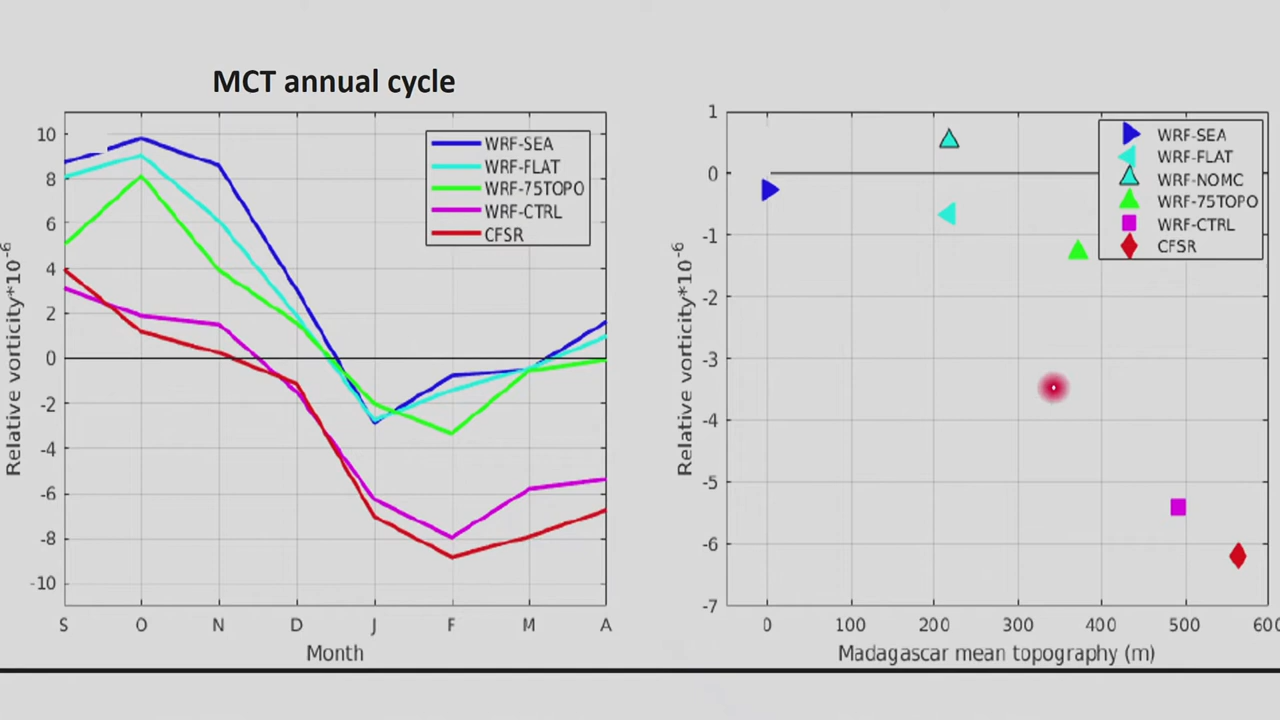 MCT annual cycle
10
8
6
4
2
0
-2
-4
-6
-8
-10
Relative vorticity*10-6
S O N D J F M A
Month
WRF-SEA
WRF-FLAT
WRF-75TOPO
WRF-CTRL
CFSR
1
0
-1
-2
-3
-4
-5
-6
-7
Relative vorticity*10-6
0 100 200 300 400 500 600
Madagascar mean topography (m)
WRF-SEA
WRF-FLAT
WRF-NOMC
WRF-75TOPO
WRF-CTRL
CFSR